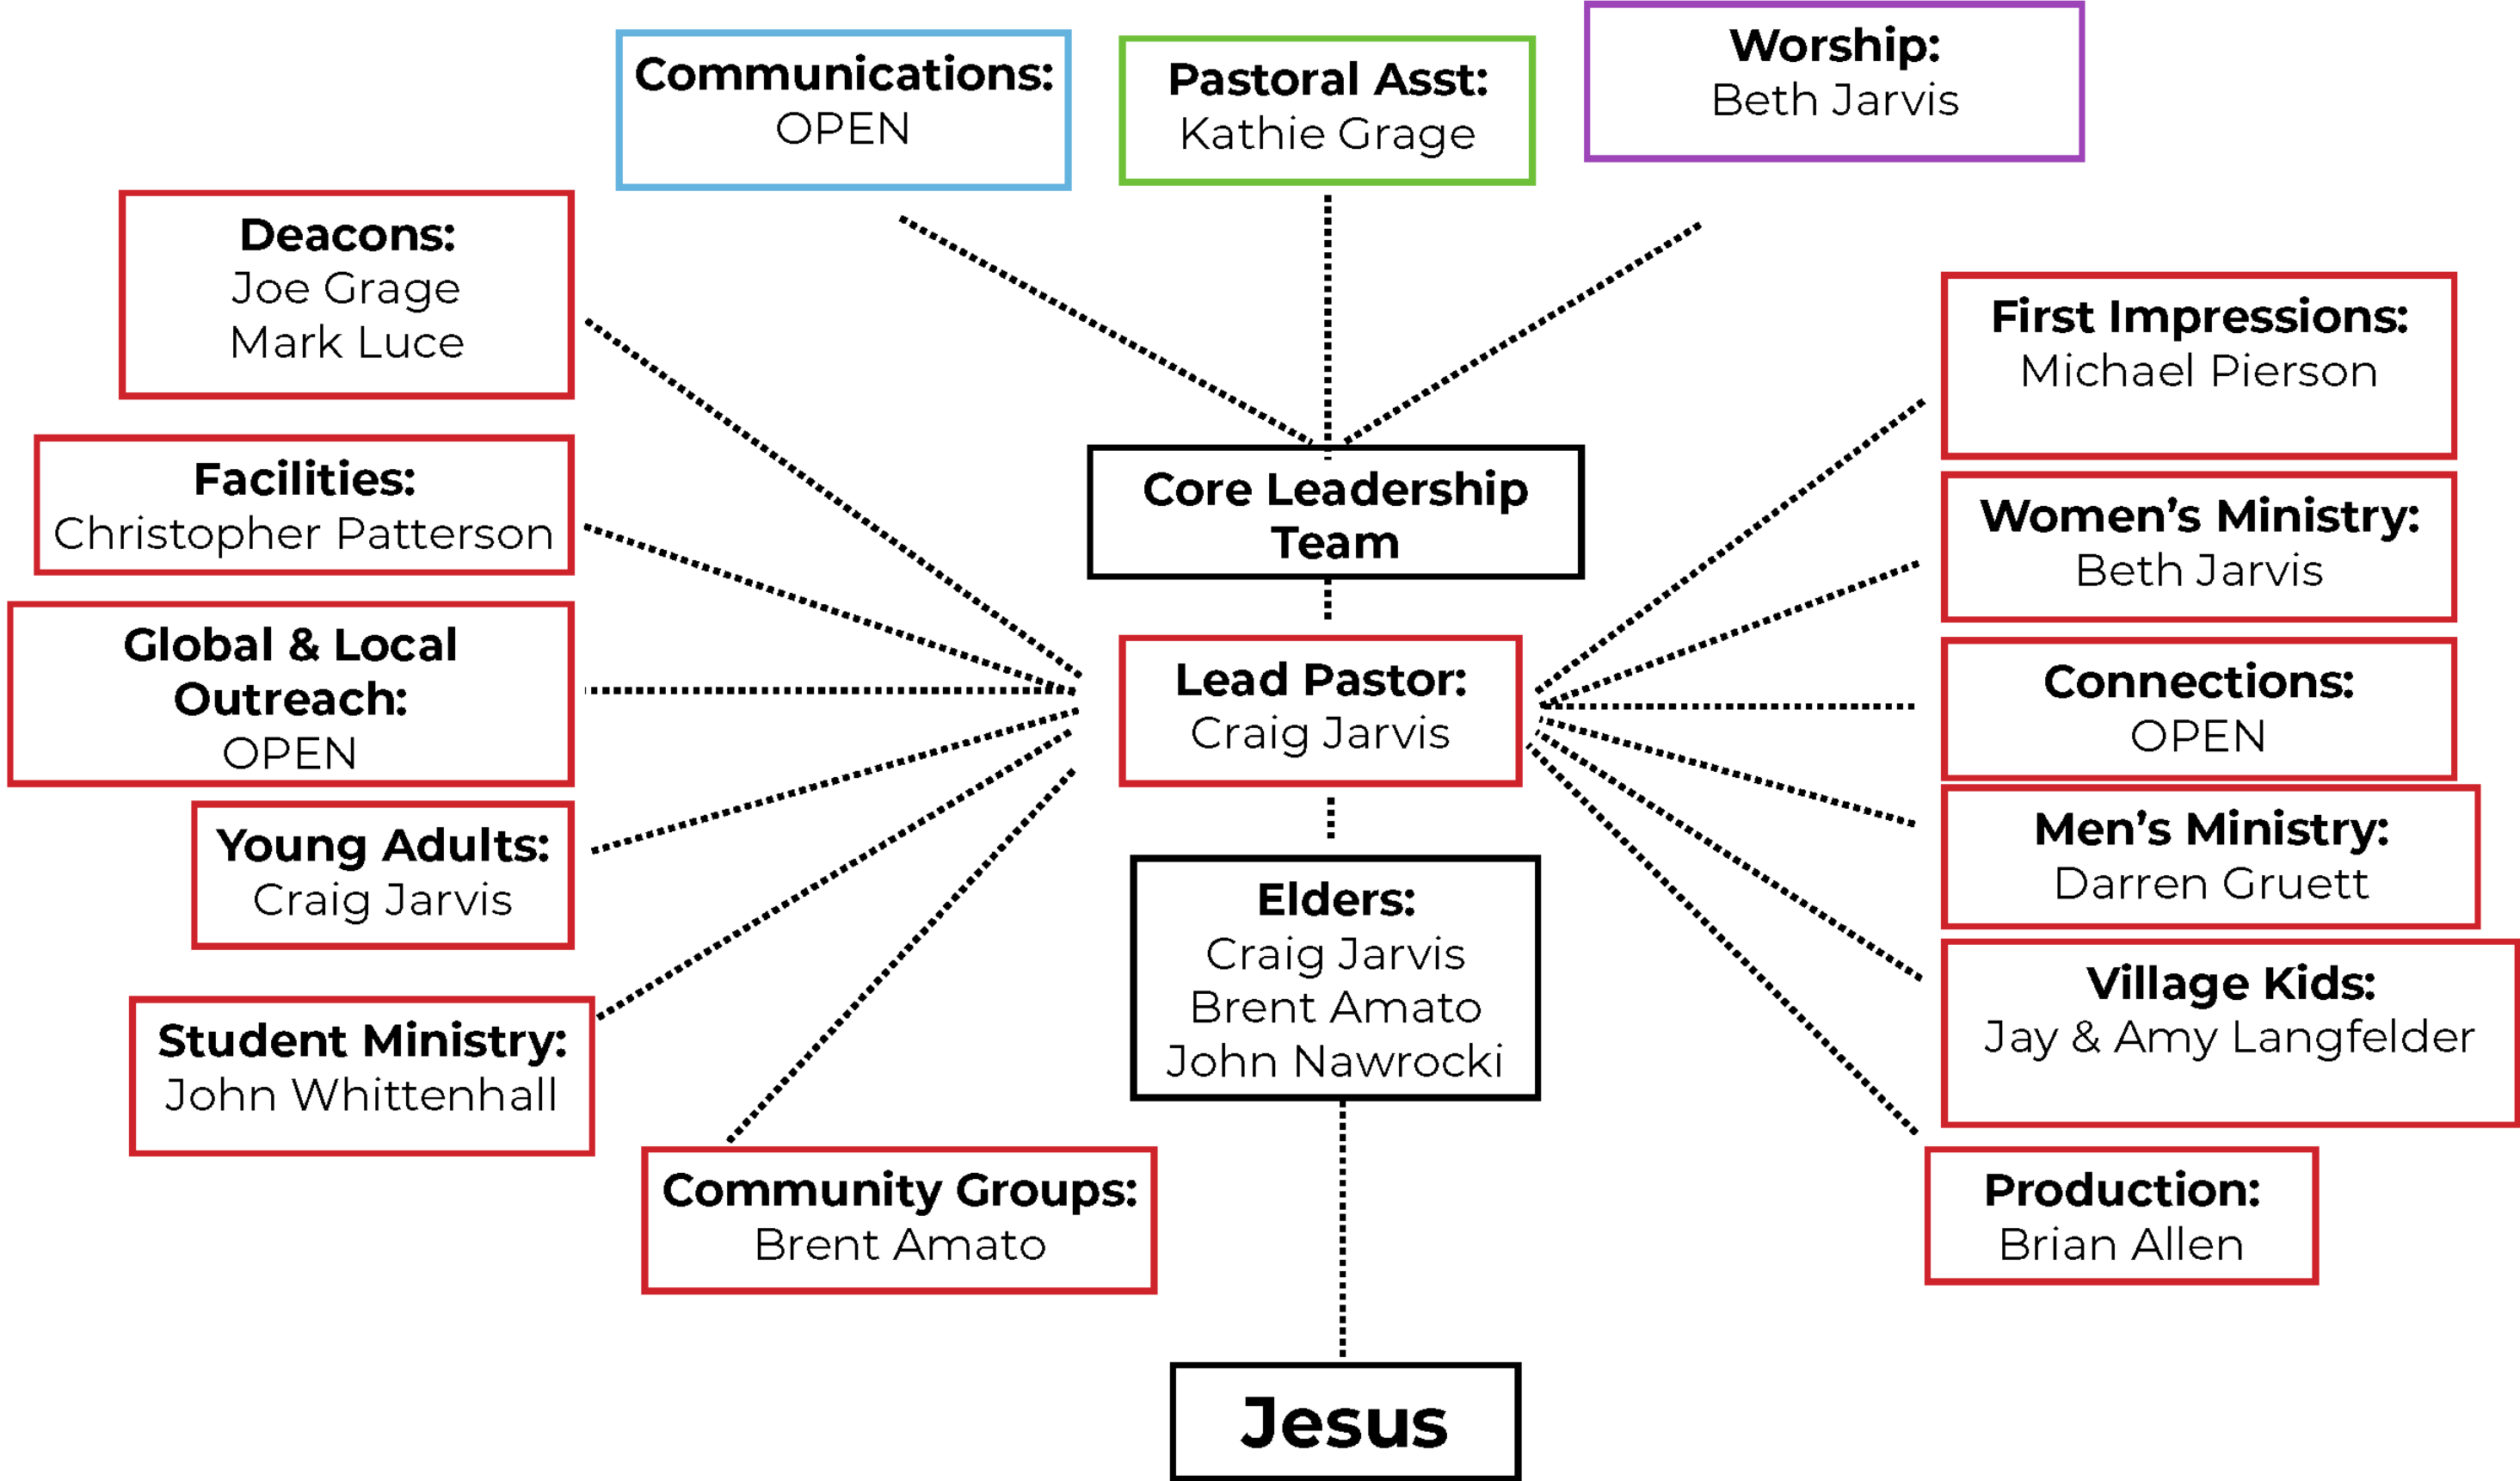 Communications:
OPEN
Pastoral Asst:
Kathie Grage
Worship:
Beth Jarvis
Deacons:
Joe Grage
Mark Luce
First Impressions:
Michael Pierson
Facilities:
Christopher Patterson
Core Leadership
Team
Women’s Ministry:
Beth Jarvis
Global & Local
Outreach:
OPEN
Lead Pastor:
Craig Jarvis
Connections:
OPEN
Young Adults:
Craig Jarvis
Elders:
Craig Jarvis
Brent Amato
John Nawrocki
Men’s Ministry:
Darren Gruett
Student Ministry:
John Whittenhall
Village Kids:
Jay & Amy Langfelder
Community Groups:
Brent Amato
Production:
Brian Allen
Jesus